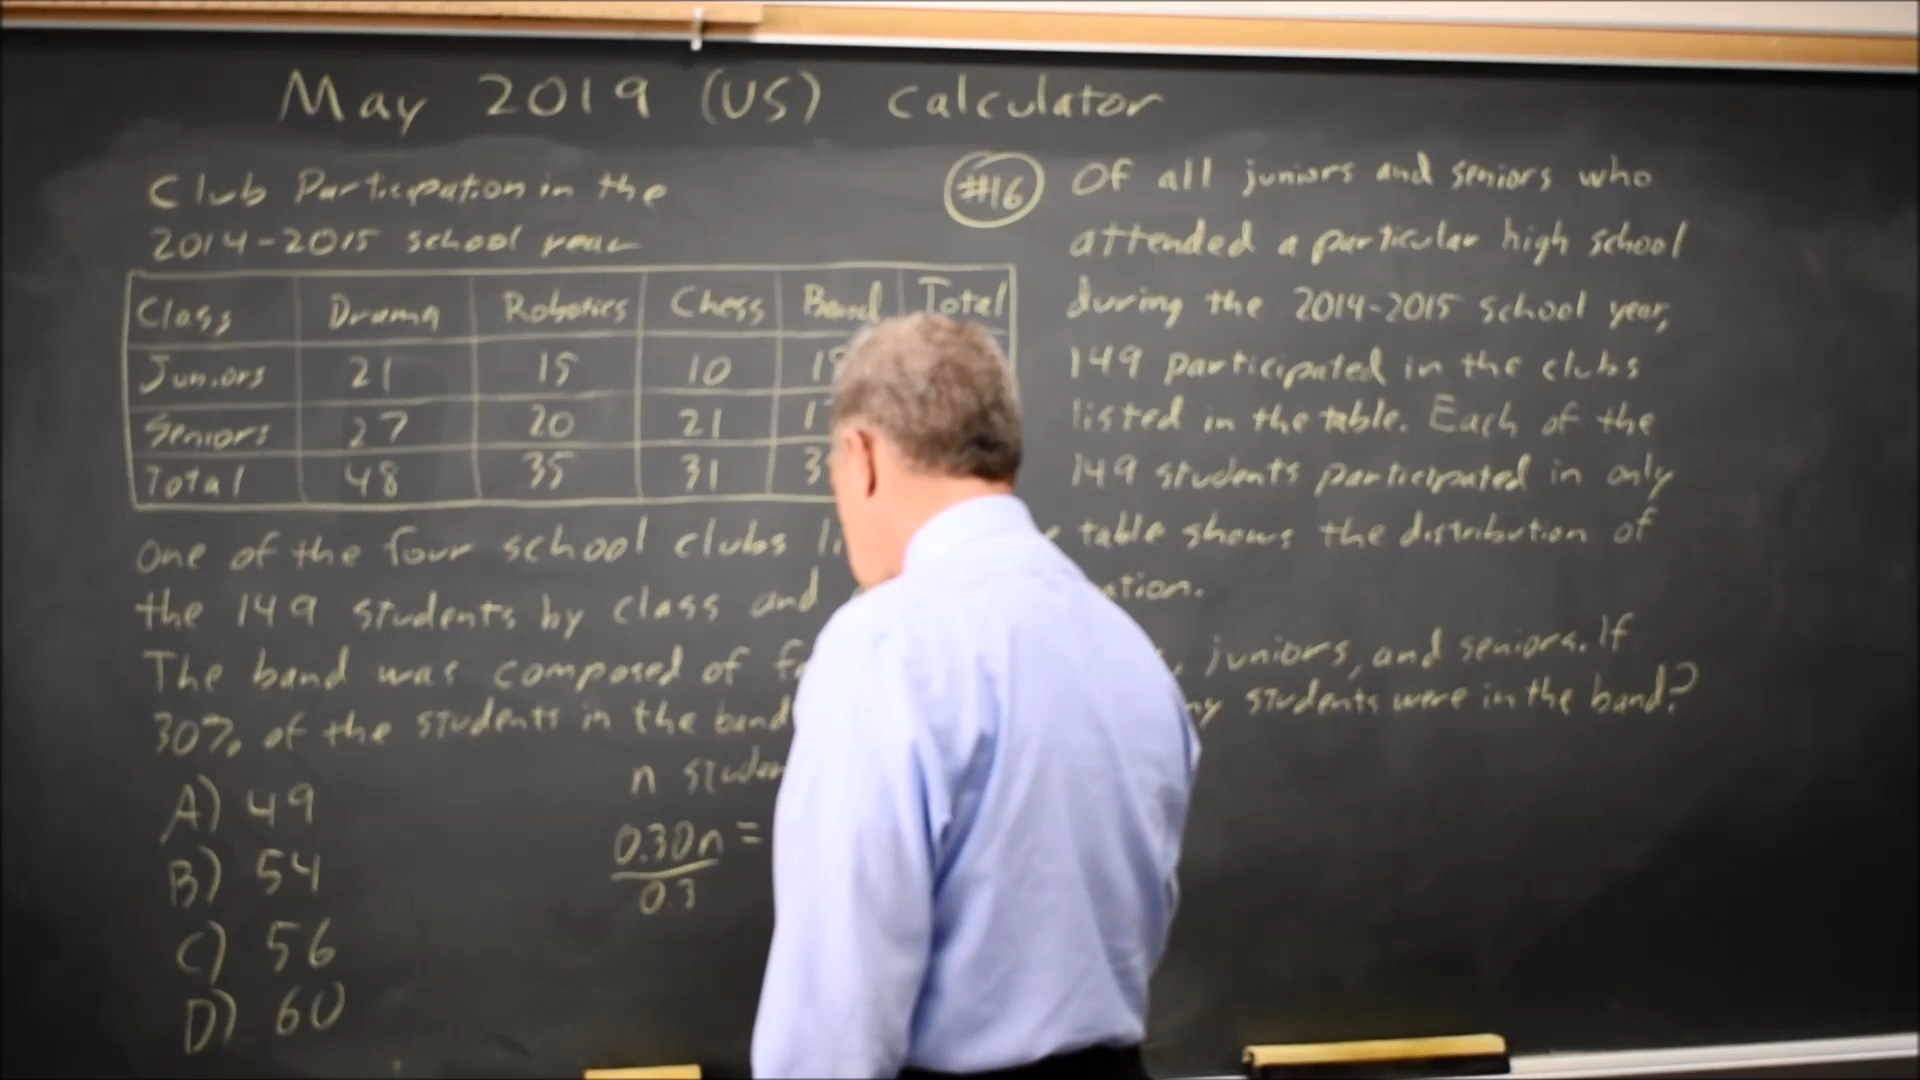 May 2019 (US) Calculator
Club Participation in the
2014-2015 school year
Class Drama Robotics Chess Band Total
Juniors 21 15 10
Seniors 27 20 21
Total 48 35 31
#16 Of all juniors and seniors who
attended a particular high school
during the 2014-2015 school year,
149 participated in the clubs
listed in the table. Each of the
149 students participated in only
One of the four school clubs table shows the distribution of
the 149 students by class and
The band was composed of juniors, and seniors. If
30% of the students in the band students were in the band?
A) 49
B) 54
C) 56
D) 60
n
0.30n =
0.3